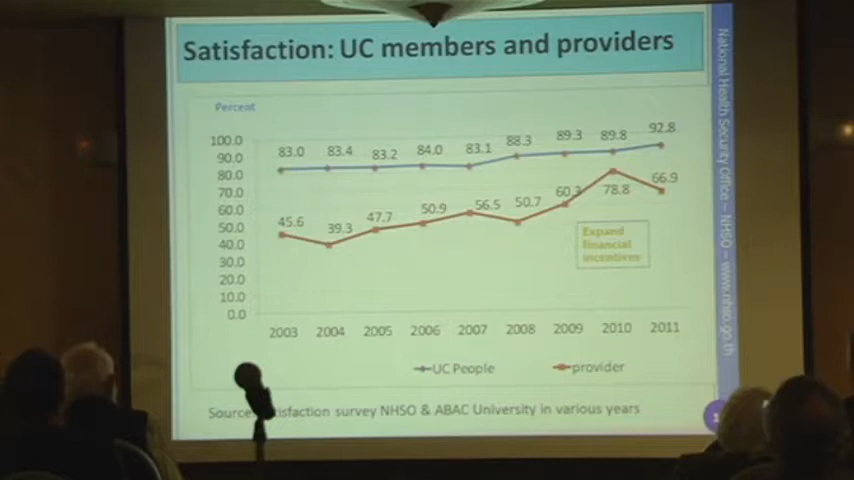 Satisfaction: UC members and providers
Percent
100.0
90.0
80.0
70.0
60.0
50.0
40.0
30.0
20.0
10.0
0.0
83.0 83.4 83.2 84.0 83.1 88.3 89.3 89.8 92.8
45.6 39.3 47.7 50.9 56.5 50.7 60.3 78.8 66.9
Expand
financial
incentives
2003 2004 2005 2006 2007 2008 2009 2010 2011
UC People provider
Source: satisfaction survey NHSO & ABAC University in various years
National Health Security Office – NHSO – www.nhso.go.th